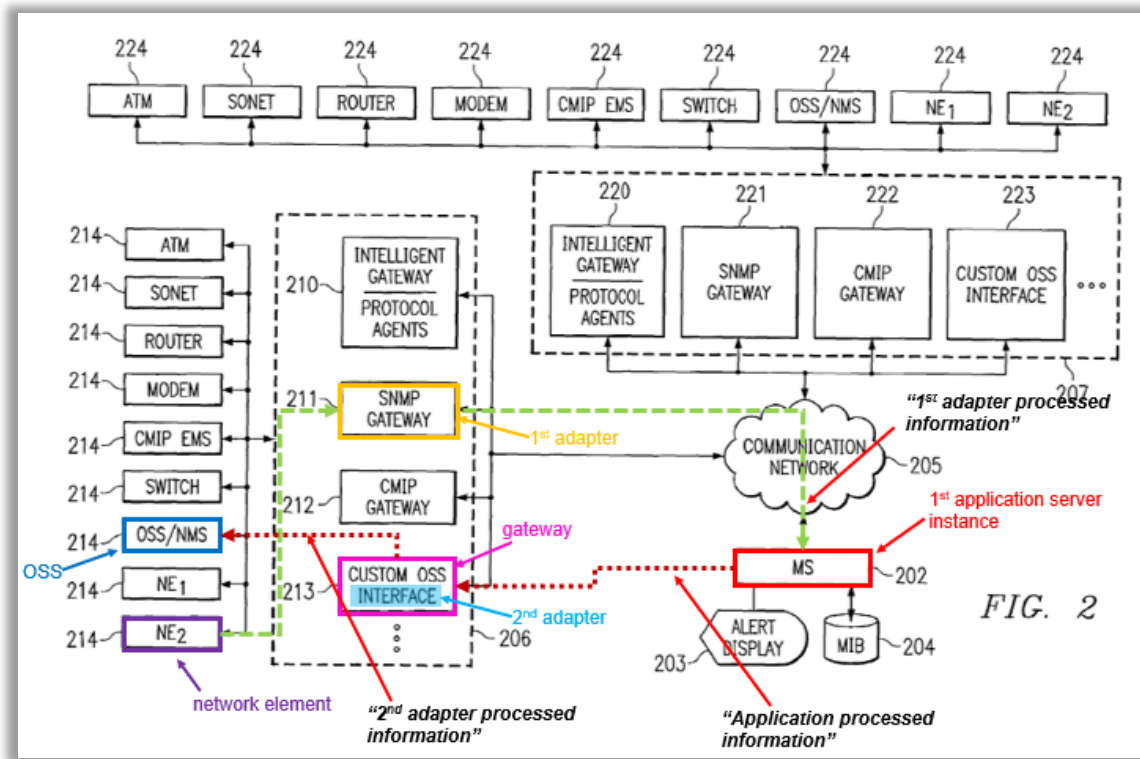 224 224 224 224 224 224 224 224 224
ATM SONET ROUTER MODEM CMIP EMS SWITCH OSS/NMS NE1 NE2
220 221 222 223
INTELLIGENT
GATEWAY
PROTOCOL
AGENTS
SNMP
GATEWAY
CMIP
GATEWAY
CUSTOM OSS
INTERFACE
207
214 ATM
214 SONET
214 ROUTER
214 MODEM
214 CMIP EMS
214 SWITCH
214 OSS/NMS
OSS
214 NE1
214 NE2
network element
210
INTELLIGENT
GATEWAY
PROTOCOL
AGENTS
211
SNMP
GATEWAY
1st adapter
212
CMIP
GATEWAY
gateway
213
CUSTOM OSS
INTERFACE
2nd adapter
206
"2nd adapter processed
information"
"1st adapter processed
information"
COMMUNICATION
NETWORK
205
1st application server
instance
MS
202
ALERT
DISPLAY
203
MIB
204
FIG. 2
"Application processed
information"